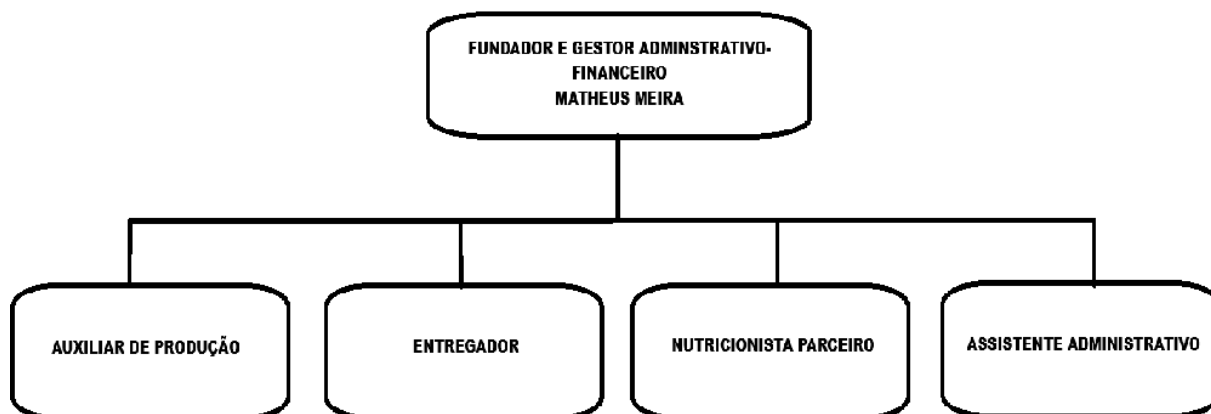 FUNDADOR E GESTOR ADMINSTRATIVO-
FINANCEIRO
MATHEUS MEIRA
AUXILIAR DE PRODUÇÃO
ENTREGADOR
NUTRICIONISTA PARCEIRO
ASSISTENTE ADMINISTRATIVO